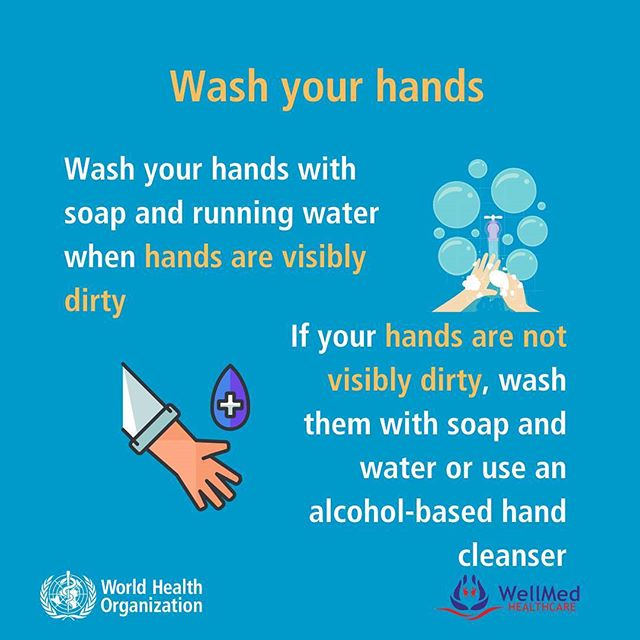 Wash your hands
Wash your hands with
soap and running water
when hands are visibly
dirty
If your hands are not
visibly dirty, wash
them with soap and
water or use an
alcohol-based hand
cleanser
World Health
Organization
WellMed
HEALTHCARE